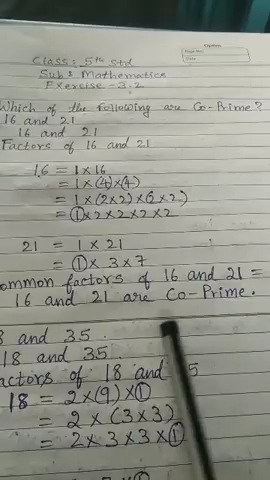 Class: 5th Std
Sub: Mathematics
Exercise - 3.2
Which of the following are Co-Prime?
16 and 21
16 and 21
Factors of 16 and 21
16 = 1 × 16
= 1 × (4) × (4)
= 1 × (2 × 2) × (2 × 2)
= ① × 2 × 2 × 2 × 2
21 = 1 × 21
= ① × 3 × 7
ommon factors of 16 and 21 =
16 and 21 are Co-Prime.
8 and 35.
18 and 35.
actors of 18 and 35
18 = 2 × (9) × ①
= 2 × (3 × 3)
= 2 × 3 × 3 × ①